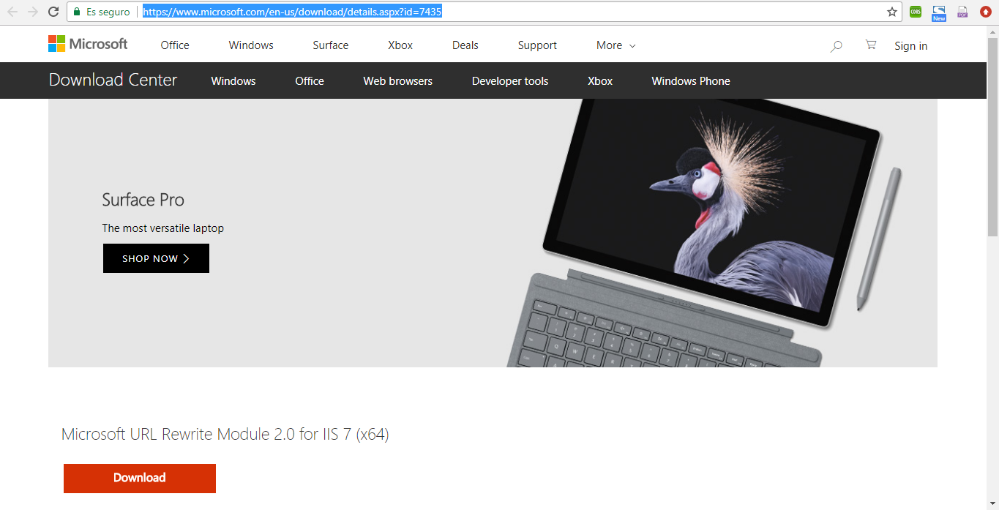 Es seguro https://www.microsoft.com/en-us/download/details.aspx?id=7435
CORS
New
PDF
Microsoft Office Windows Surface Xbox Deals Support More Sign in
Download Center Windows Office Web browsers Developer tools Xbox Windows Phone
Surface Pro
The most versatile laptop
SHOP NOW
Microsoft URL Rewrite Module 2.0 for IIS 7 (x64)
Download